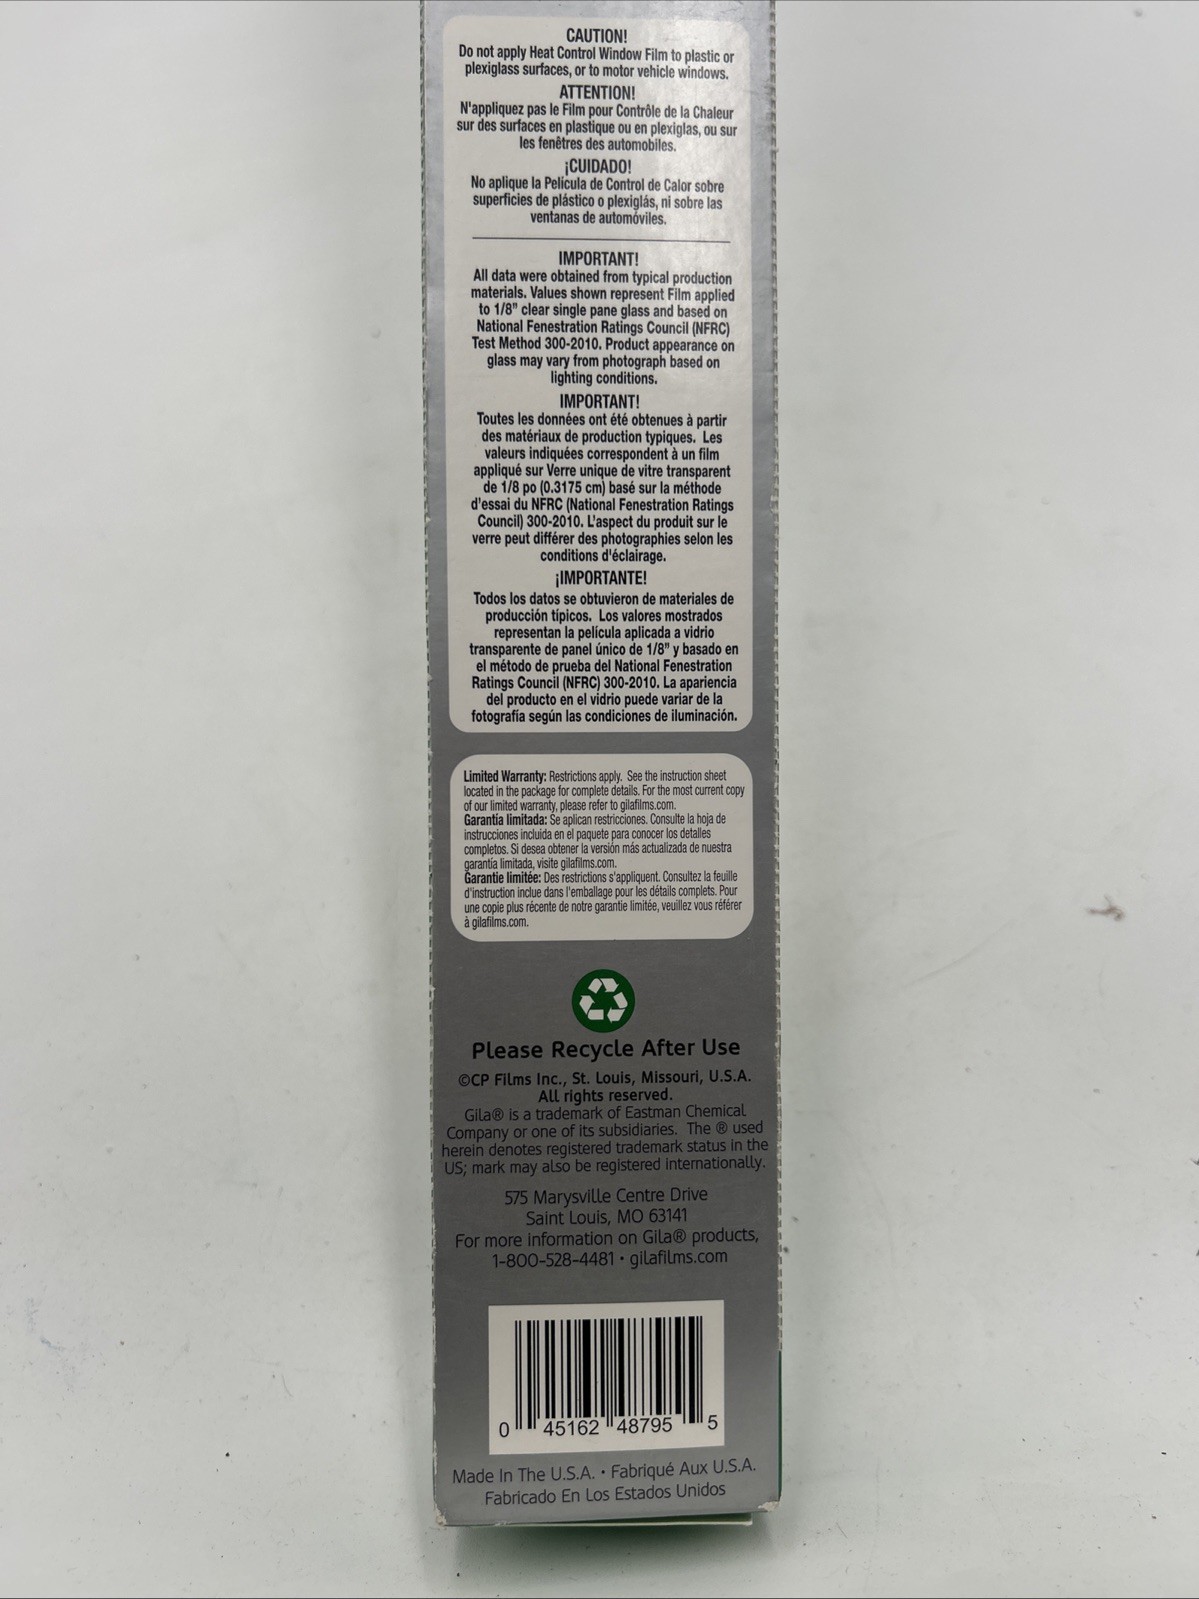 CAUTION!
Do not apply Heat Control Window Film to plastic or
plexiglass surfaces, or to motor vehicle windows.
ATTENTION!
N'appliquez pas le Film pour Contrôle de la Chaleur
sur des surfaces en plastique ou en plexiglas, ou sur
les fenêtres des automobiles.
¡CUIDADO!
No aplique la Película de Control de Calor sobre
superficies de plástico o plexiglás, ni sobre las
ventanas de automóviles.
IMPORTANT!
All data were obtained from typical production
materials. Values shown represent Film applied
to 1/8" clear single pane glass and based on
National Fenestration Ratings Council (NFRC)
Test Method 300-2010. Product appearance on
glass may vary from photograph based on
lighting conditions.
IMPORTANT!
Toutes les données ont été obtenues à partir
des matériaux de production typiques. Les
valeurs indiquées correspondent à un film
appliqué sur Verre unique de vitre transparent
de 1/8 po (0.3175 cm) basé sur la méthode
d'essai du NFRC (National Fenestration Ratings
Council) 300-2010. L'aspect du produit sur le
verre peut différer des photographies selon les
conditions d'éclairage.
¡IMPORTANTE!
Todos los datos se obtuvieron de materiales de
producción típicos. Los valores mostrados
representan la película aplicada a vidrio
transparente de panel único de 1/8" y basado en
el método de prueba del National Fenestration
Ratings Council (NFRC) 300-2010. La apariencia
del producto en el vidrio puede variar de la
fotografía según las condiciones de iluminación.
Limited Warranty: Restrictions apply. See the instruction sheet
located in the package for complete details. For the most current copy
of our limited warranty, please refer to gilafilms.com.
Garantía limitada: Se aplican restricciones. Consulte la hoja de
instrucciones incluida en el paquete para conocer los detalles
completos. Si desea obtener la versión más actualizada de nuestra
garantía limitada, visite gilafilms.com.
Garantie limitée: Des restrictions s'appliquent. Consultez la feuille
d'instruction inclue dans l'emballage pour les détails complets. Pour
une copie plus récente de notre garantie limitée, veuillez vous référer
à gilafilms.com.
Please Recycle After Use
©CP Films Inc., St. Louis, Missouri, U.S.A.
All rights reserved.
Gila® is a trademark of Eastman Chemical
Company or one of its subsidiaries. The ® used
herein denotes registered trademark status in the
US; mark may also be registered internationally.
575 Marysville Centre Drive
Saint Louis, MO 63141
For more information on Gila® products,
1-800-528-4481 • gilafilms.com
0 45162 48795 5
Made In The U.S.A. • Fabriqué Aux U.S.A.
Fabricado En Los Estados Unidos